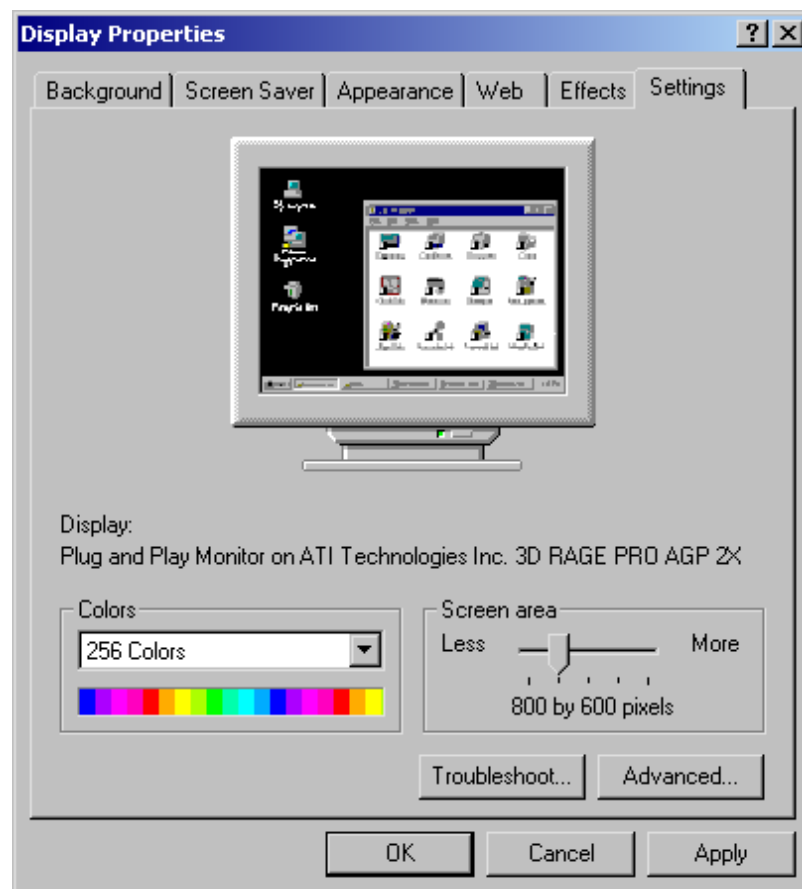 Display Properties
Background Screen Saver Appearance Web Effects Settings
Display:
Plug and Play Monitor on ATI Technologies Inc. 3D RAGE PRO AGP 2X
Colors
256 Colors
Screen area
Less More
800 by 600 pixels
Troubleshoot... Advanced...
OK Cancel Apply